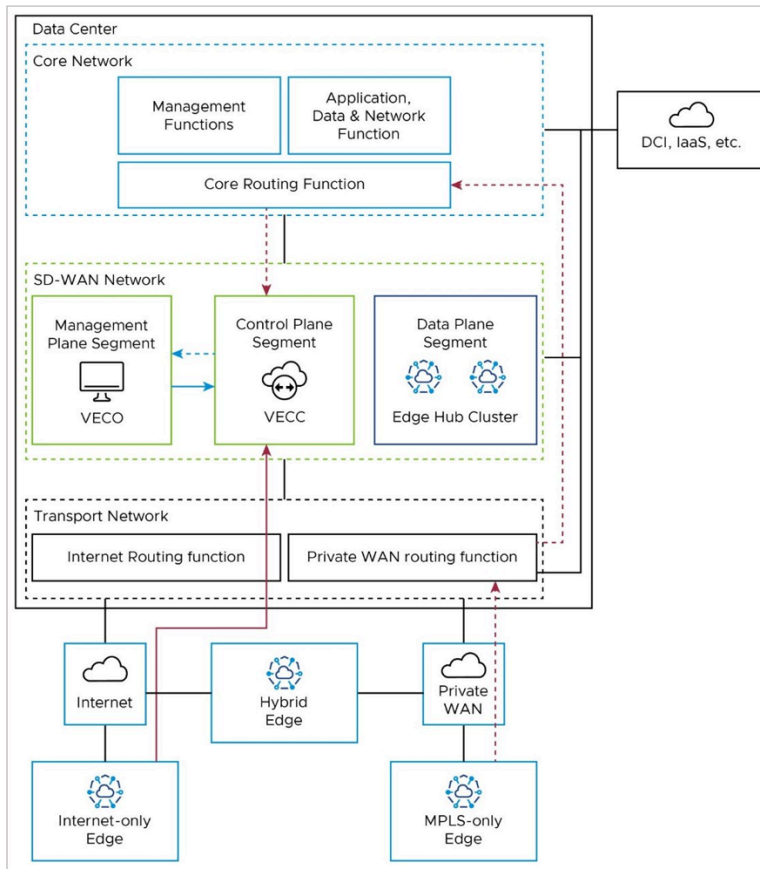 Data Center
Core Network
Management
Functions
Application,
Data & Network
Function
Core Routing Function
DCI, IaaS, etc.
SD-WAN Network
Management
Plane Segment
VECO
Control Plane
Segment
VECC
Data Plane
Segment
Edge Hub Cluster
Transport Network
Internet Routing function
Private WAN routing function
Internet
Hybrid
Edge
Private
WAN
Internet-only
Edge
MPLS-only
Edge